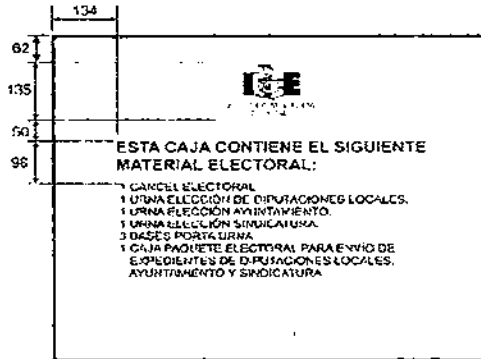 134
62
135
50
96
ESTA CAJA CONTIENE EL SIGUIENTE
MATERIAL ELECTORAL:
1 CANCEL ELECTORAL
1 URNA ELECCIÓN DE DIPUTACIONES LOCALES.
1 URNA ELECCIÓN AYUNTAMIENTO.
1 URNA ELECCIÓN SINDICATURA.
3 BASES PORTA URNA
1 CAJA PAQUETE ELECTORAL PARA ENVÍO DE
EXPEDIENTES DE DIPUTACIONES LOCALES,
AYUNTAMIENTO Y SINDICATURA